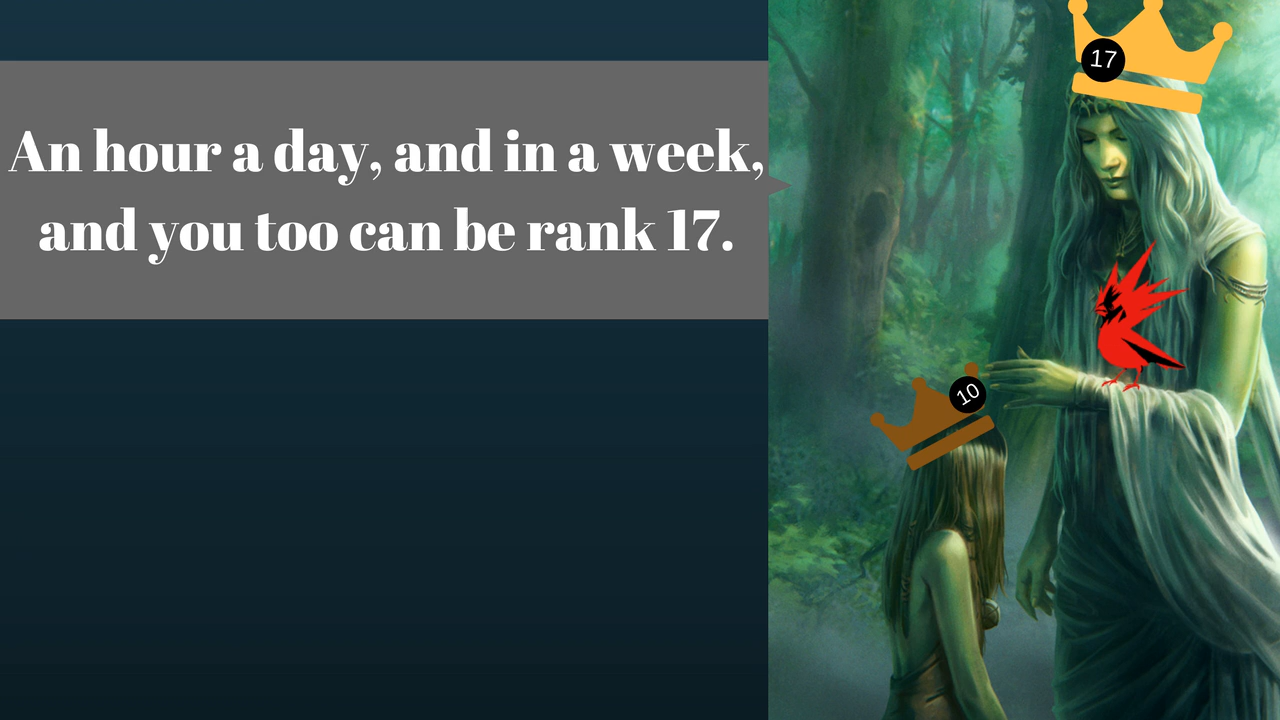 17
An hour a day, and in a week,
and you too can be rank 17.
10